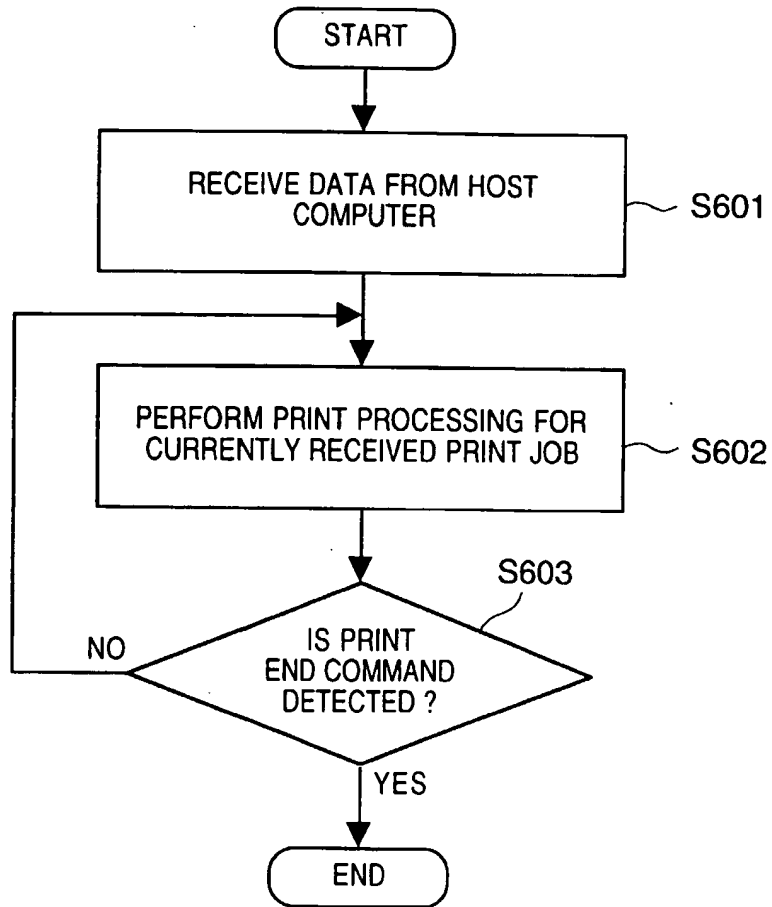 START
RECEIVE DATA FROM HOST
COMPUTER
S601
PERFORM PRINT PROCESSING FOR
CURRENTLY RECEIVED PRINT JOB
S602
S603
IS PRINT
END COMMAND
DETECTED ?
NO
YES
END